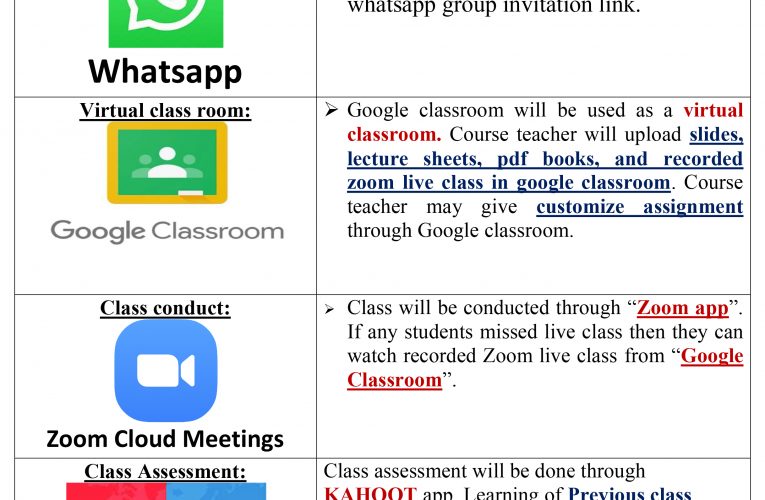 whatsapp group invitation link.
Whatsapp
Virtual class room:
Google Classroom
➢ Google classroom will be used as a virtual
classroom. Course teacher will upload slides,
lecture sheets, pdf books, and recorded
zoom live class in google classroom. Course
teacher may give customize assignment
through Google classroom.
Class conduct:
Zoom Cloud Meetings
➢ Class will be conducted through “Zoom app”.
If any students missed live class then they can
watch recorded Zoom live class from “Google
Classroom”.
Class Assessment:
Class assessment will be done through
KAHOOT app. Learning of Previous class